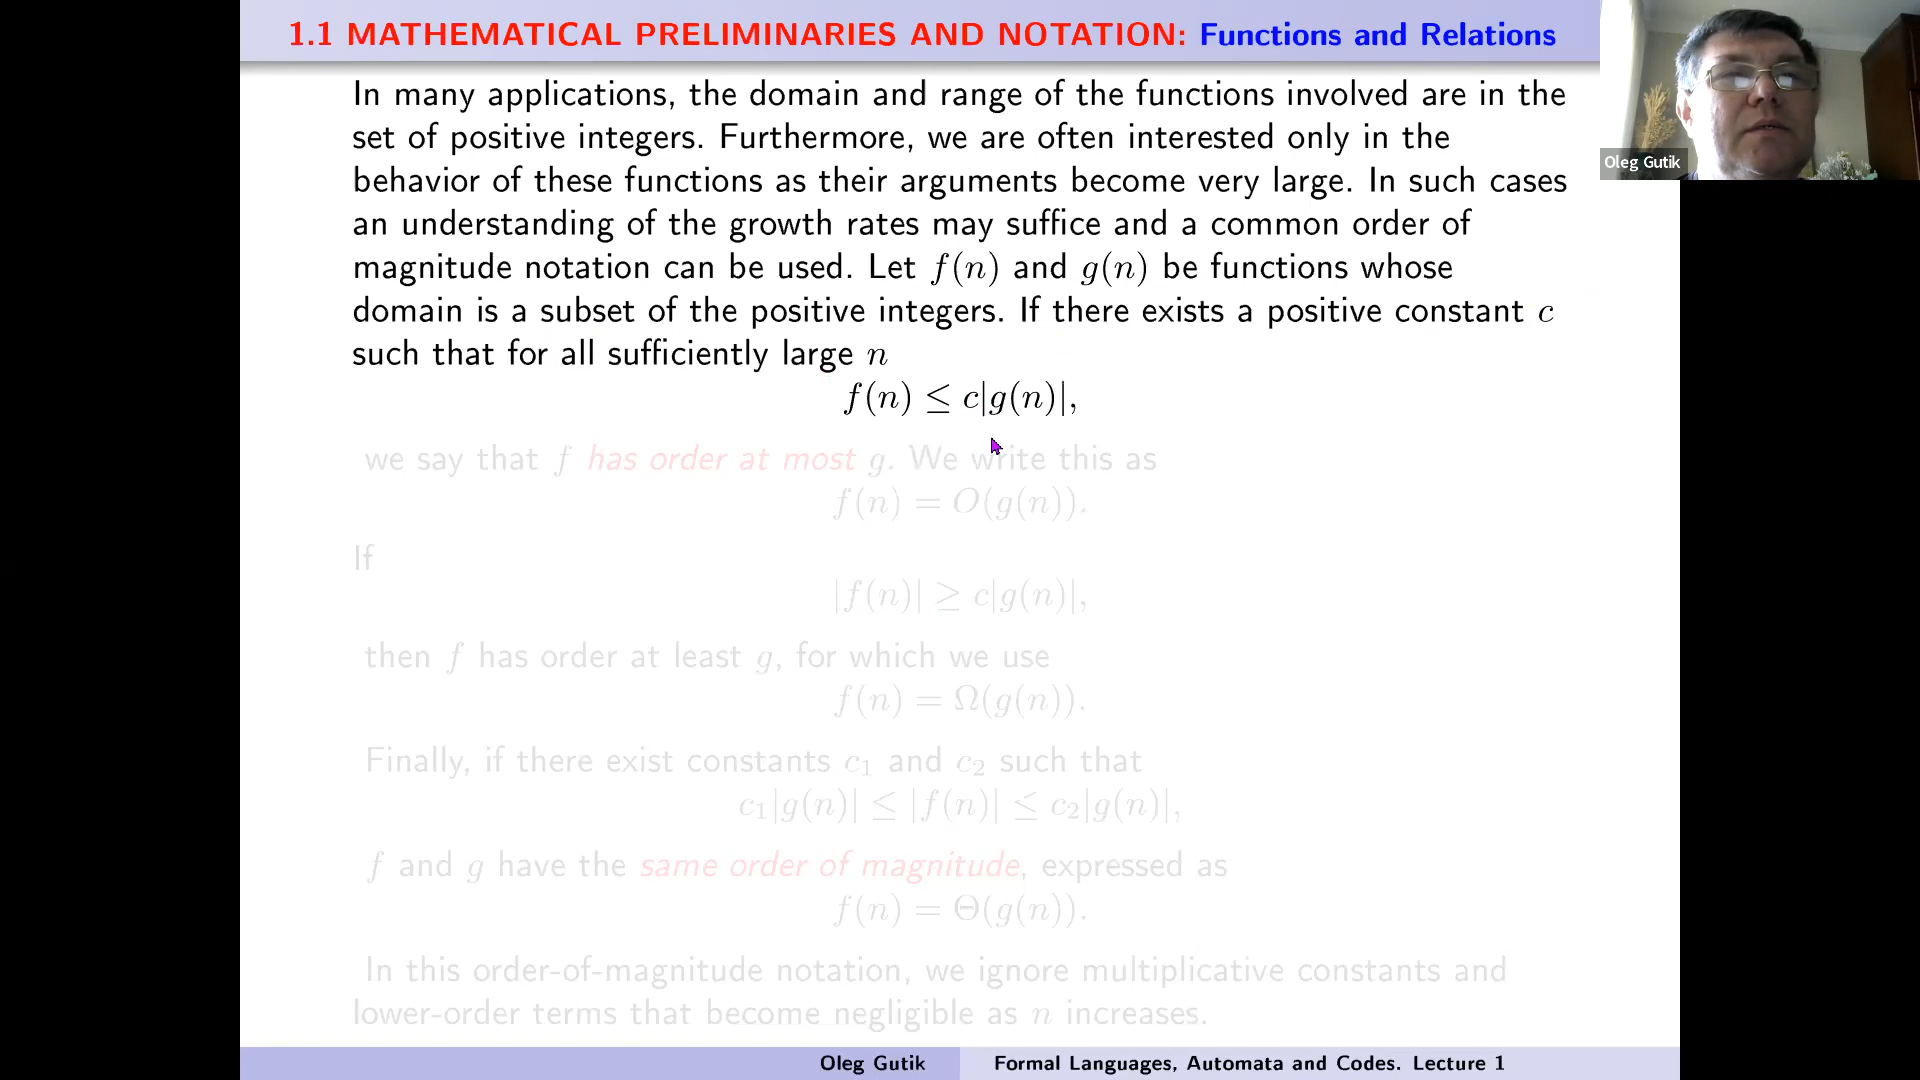 1.1 MATHEMATICAL PRELIMINARIES AND NOTATION: Functions and Relations
In many applications, the domain and range of the functions involved are in the
set of positive integers. Furthermore, we are often interested only in the
behavior of these functions as their arguments become very large. In such cases
an understanding of the growth rates may suffice and a common order of
magnitude notation can be used. Let f(n) and g(n) be functions whose
domain is a subset of the positive integers. If there exists a positive constant c
such that for all sufficiently large n
f(n) ≤ c|g(n)|,
we say that f has order at most g. We write this as
f(n) = O(g(n)).
If
|f(n)| ≥ c|g(n)|,
then f has order at least g, for which we use
f(n) = Ω(g(n)).
Finally, if there exist constants c₁ and c₂ such that
c₁|g(n)| ≤ |f(n)| ≤ c₂|g(n)|,
f and g have the same order of magnitude, expressed as
f(n) = Θ(g(n)).
In this order-of-magnitude notation, we ignore multiplicative constants and
lower-order terms that become negligible as n increases.
Oleg Gutik
Formal Languages, Automata and Codes. Lecture 1
Oleg Gutik